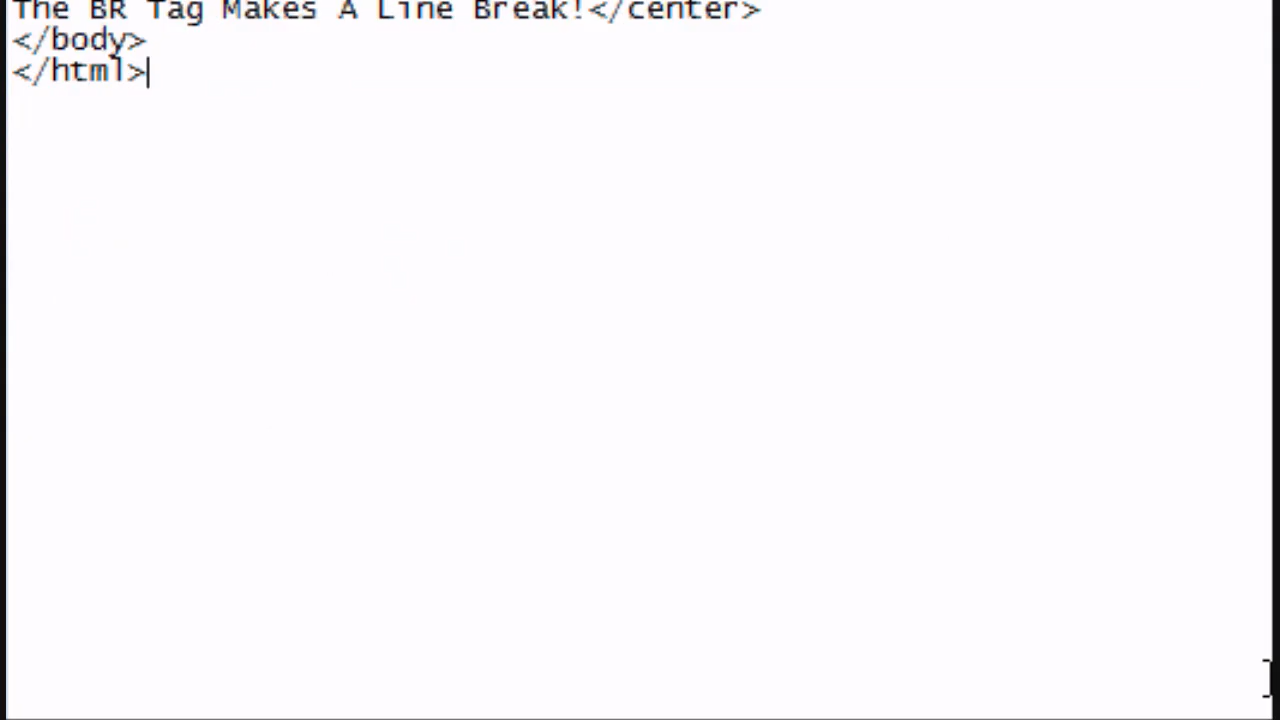 The BR Tag Makes A Line Break!</center>
</body>
</html>